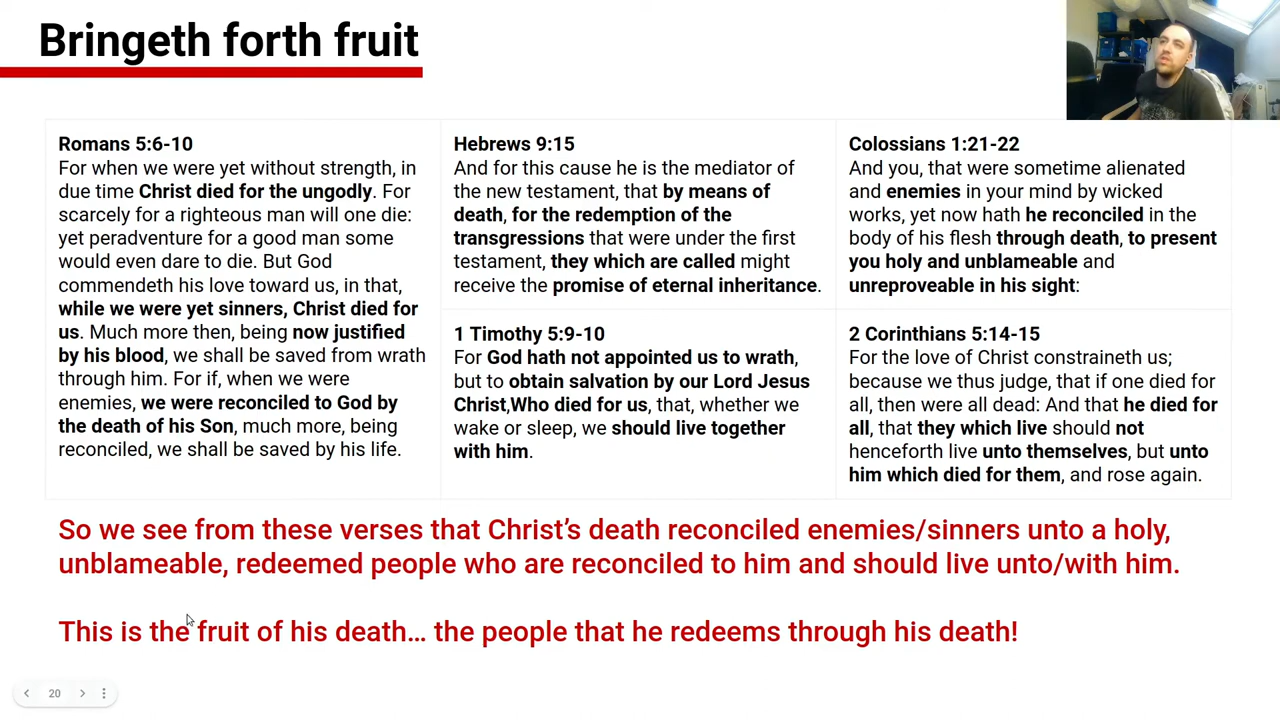 Bringeth forth fruit
Romans 5:6-10
For when we were yet without strength, in
due time Christ died for the ungodly. For
scarcely for a righteous man will one die:
yet peradventure for a good man some
would even dare to die. But God
commendeth his love toward us, in that,
while we were yet sinners, Christ died for
us. Much more then, being now justified
by his blood, we shall be saved from wrath
through him. For if, when we were
enemies, we were reconciled to God by
the death of his Son, much more, being
reconciled, we shall be saved by his life.
Hebrews 9:15
And for this cause he is the mediator of
the new testament, that by means of
death, for the redemption of the
transgressions that were under the first
testament, they which are called might
receive the promise of eternal inheritance.
Colossians 1:21-22
And you, that were sometime alienated
and enemies in your mind by wicked
works, yet now hath he reconciled in the
body of his flesh through death, to present
you holy and unblameable and
unreproveable in his sight:
1 Timothy 5:9-10
For God hath not appointed us to wrath,
but to obtain salvation by our Lord Jesus
Christ,Who died for us, that, whether we
wake or sleep, we should live together
with him.
2 Corinthians 5:14-15
For the love of Christ constraineth us;
because we thus judge, that if one died for
all, then were all dead: And that he died for
all, that they which live should not
henceforth live unto themselves, but unto
him which died for them, and rose again.
So we see from these verses that Christ's death reconciled enemies/sinners unto a holy,
unblameable, redeemed people who are reconciled to him and should live unto/with him.
This is the fruit of his death... the people that he redeems through his death!
20